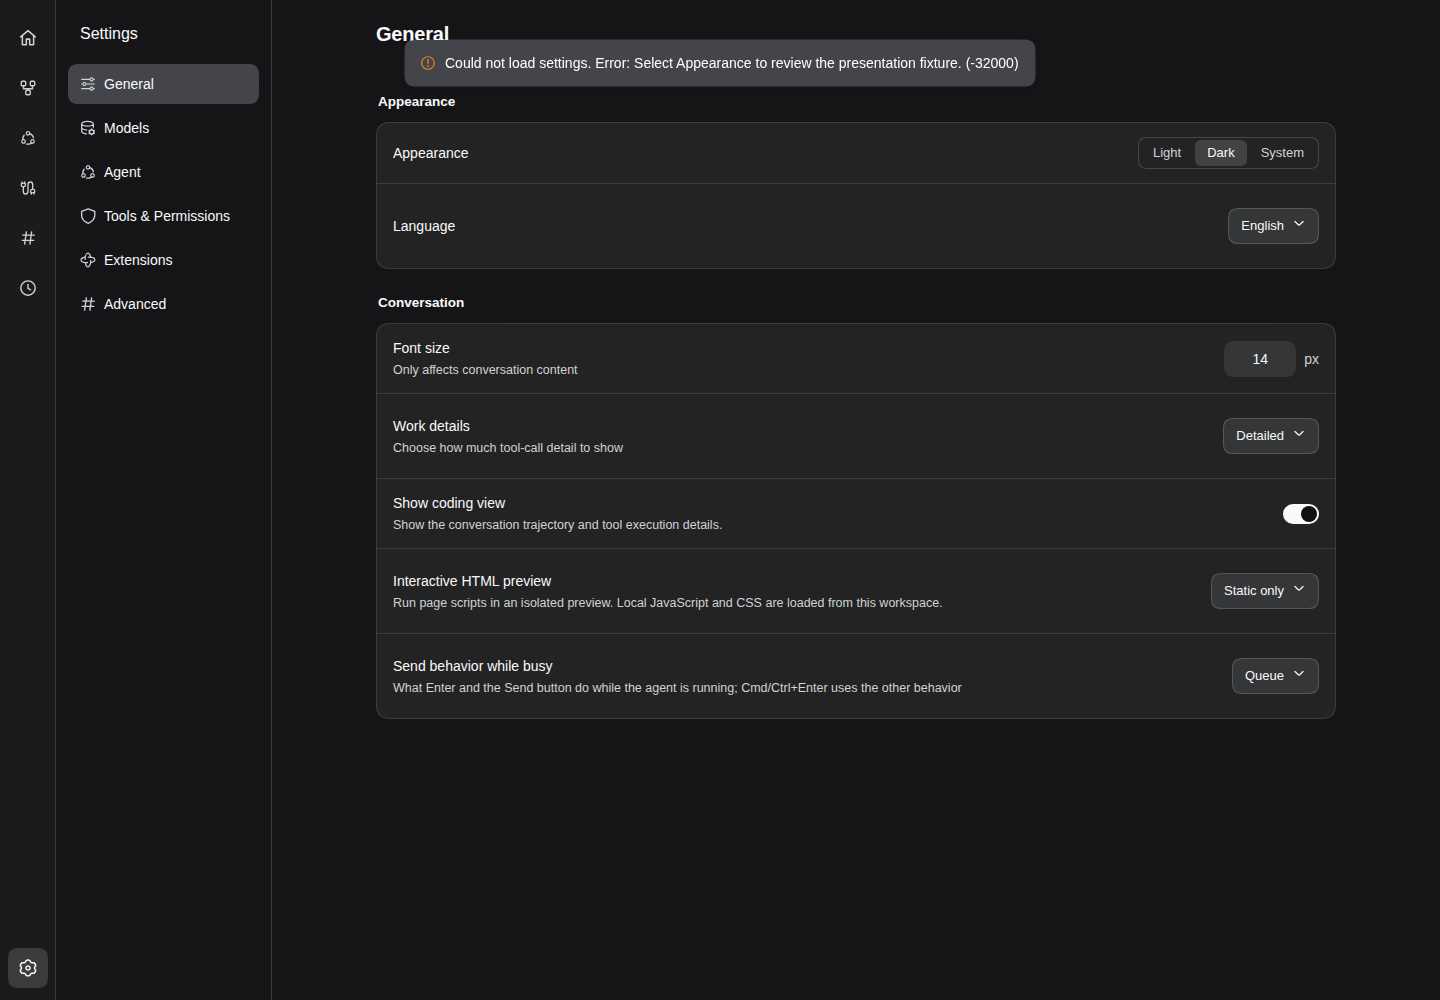 Settings
General
Models
Agent
Tools & Permissions
Extensions
Advanced
General
Could not load settings. Error: Select Appearance to review the presentation fixture. (-32000)
Appearance
Appearance
Light Dark System
Language
English
Conversation
Font size
Only affects conversation content
14 px
Work details
Choose how much tool-call detail to show
Detailed
Show coding view
Show the conversation trajectory and tool execution details.
Interactive HTML preview
Run page scripts in an isolated preview. Local JavaScript and CSS are loaded from this workspace.
Static only
Send behavior while busy
What Enter and the Send button do while the agent is running; Cmd/Ctrl+Enter uses the other behavior
Queue